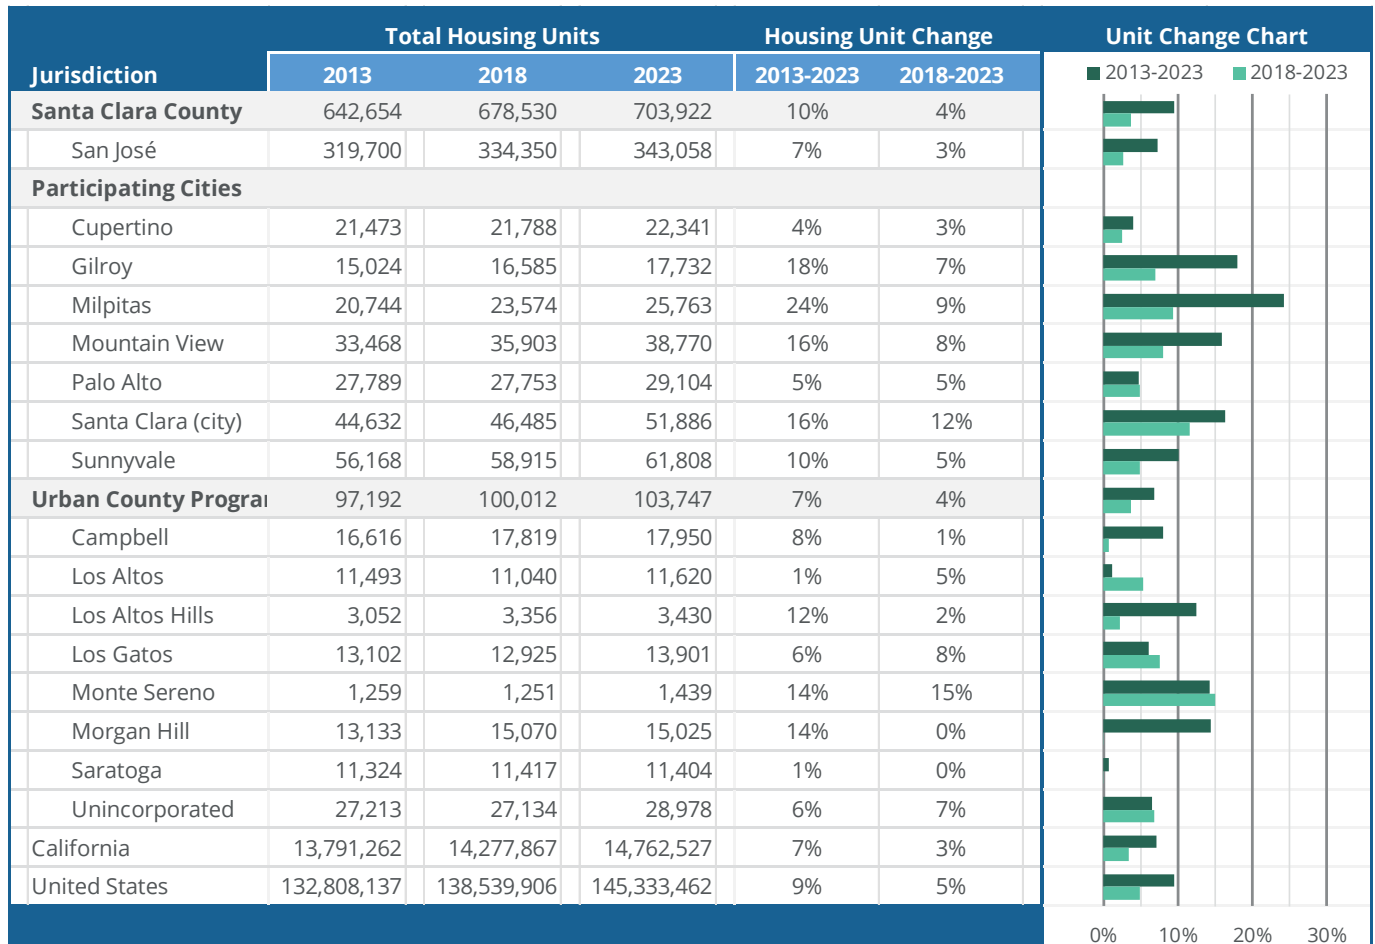 Total Housing Units Housing Unit Change Unit Change Chart
Jurisdiction 2013 2018 2023 2013-2023 2018-2023 2013-2023 2018-2023
Santa Clara County 642,654 678,530 703,922 10% 4%
San José 319,700 334,350 343,058 7% 3%
Participating Cities
Cupertino 21,473 21,788 22,341 4% 3%
Gilroy 15,024 16,585 17,732 18% 7%
Milpitas 20,744 23,574 25,763 24% 9%
Mountain View 33,468 35,903 38,770 16% 8%
Palo Alto 27,789 27,753 29,104 5% 5%
Santa Clara (city) 44,632 46,485 51,886 16% 12%
Sunnyvale 56,168 58,915 61,808 10% 5%
Urban County Progra 97,192 100,012 103,747 7% 4%
Campbell 16,616 17,819 17,950 8% 1%
Los Altos 11,493 11,040 11,620 1% 5%
Los Altos Hills 3,052 3,356 3,430 12% 2%
Los Gatos 13,102 12,925 13,901 6% 8%
Monte Sereno 1,259 1,251 1,439 14% 15%
Morgan Hill 13,133 15,070 15,025 14% 0%
Saratoga 11,324 11,417 11,404 1% 0%
Unincorporated 27,213 27,134 28,978 6% 7%
California 13,791,262 14,277,867 14,762,527 7% 3%
United States 132,808,137 138,539,906 145,333,462 9% 5%
0% 10% 20% 30%